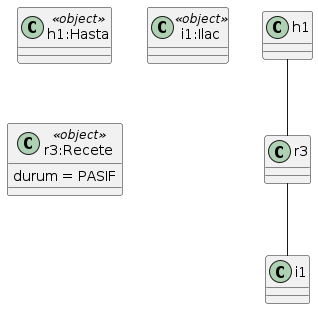 C «object»
h1:Hasta
C «object»
i1:Ilac
C h1
C «object»
r3:Recete
durum = PASIF
C r3
C i1